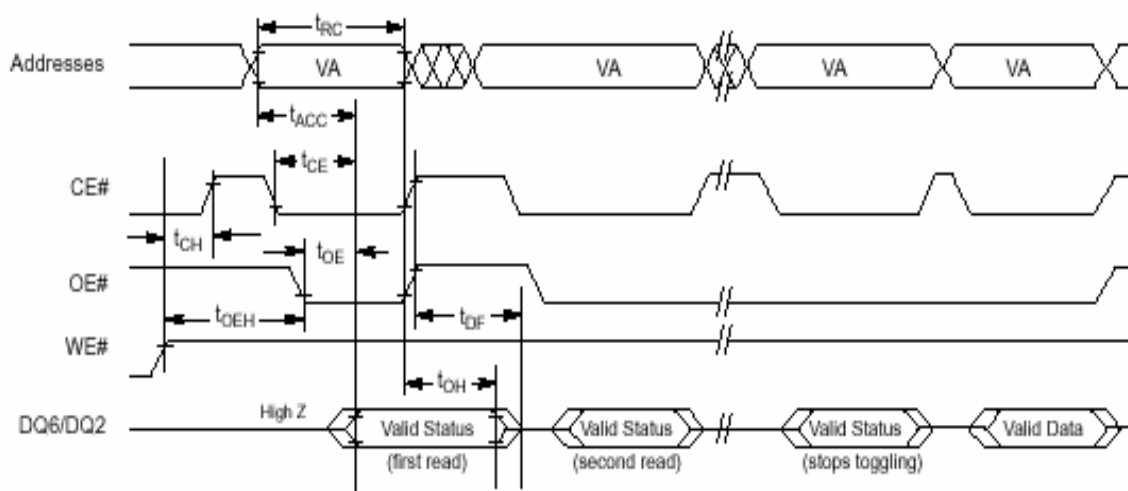 tRC
Addresses VA VA VA VA
tACC
tCE
CE#
tCH tOE
OE#
tOEH tDF
WE#
tOH
High Z
DQ6/DQ2 Valid Status Valid Status Valid Status Valid Data
(first read) (second read) (stops toggling)